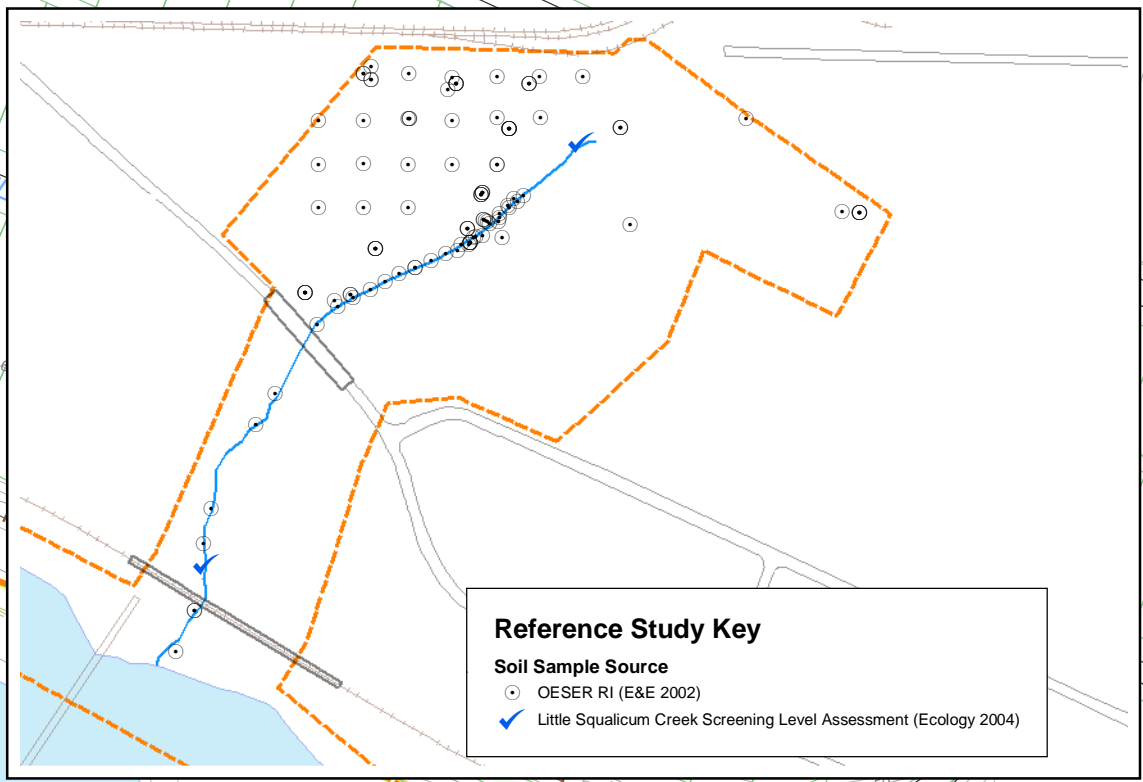 Reference Study Key
Soil Sample Source
OESER RI (E&E 2002)
Little Squalicum Creek Screening Level Assessment (Ecology 2004)